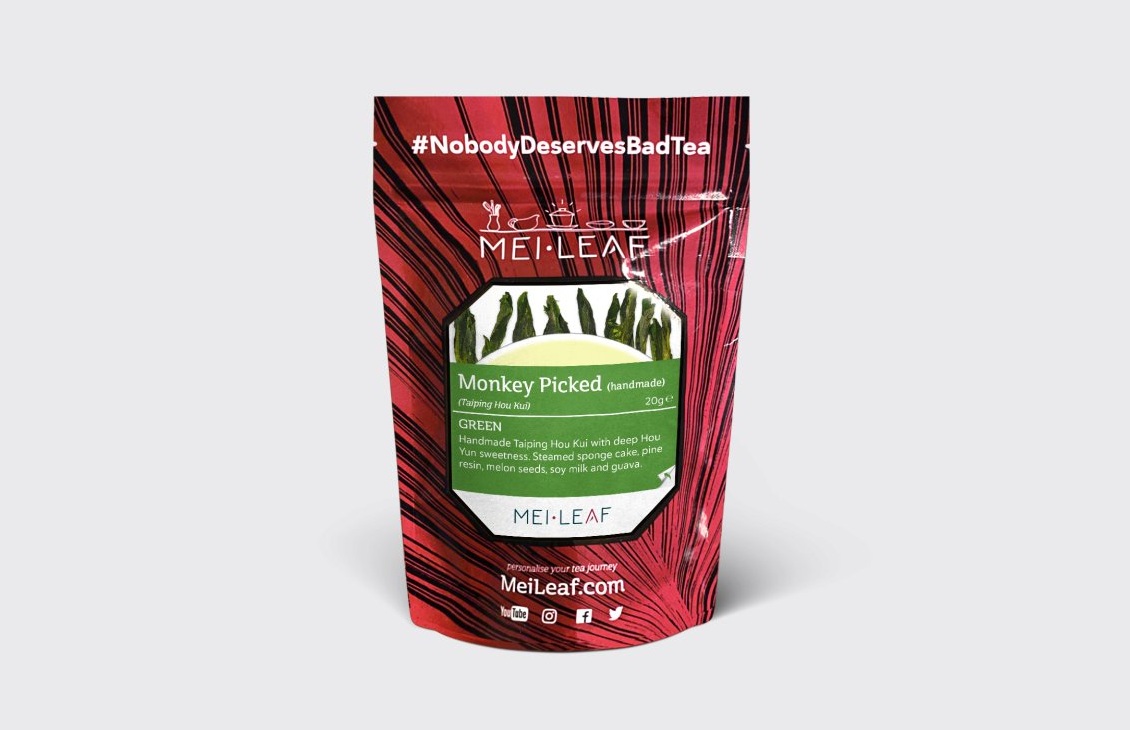 #NobodyDeservesBadTea
MEI·LEAF
Monkey Picked (handmade)
(Taiping Hou Kui) 20g℮
GREEN
Handmade Taiping Hou Kui with deep Hou
Yun sweetness. Steamed sponge cake, pine
resin, melon seeds, soy milk and guava.
MEI·LEAF
personalise your tea journey
MeiLeaf.com
YouTube